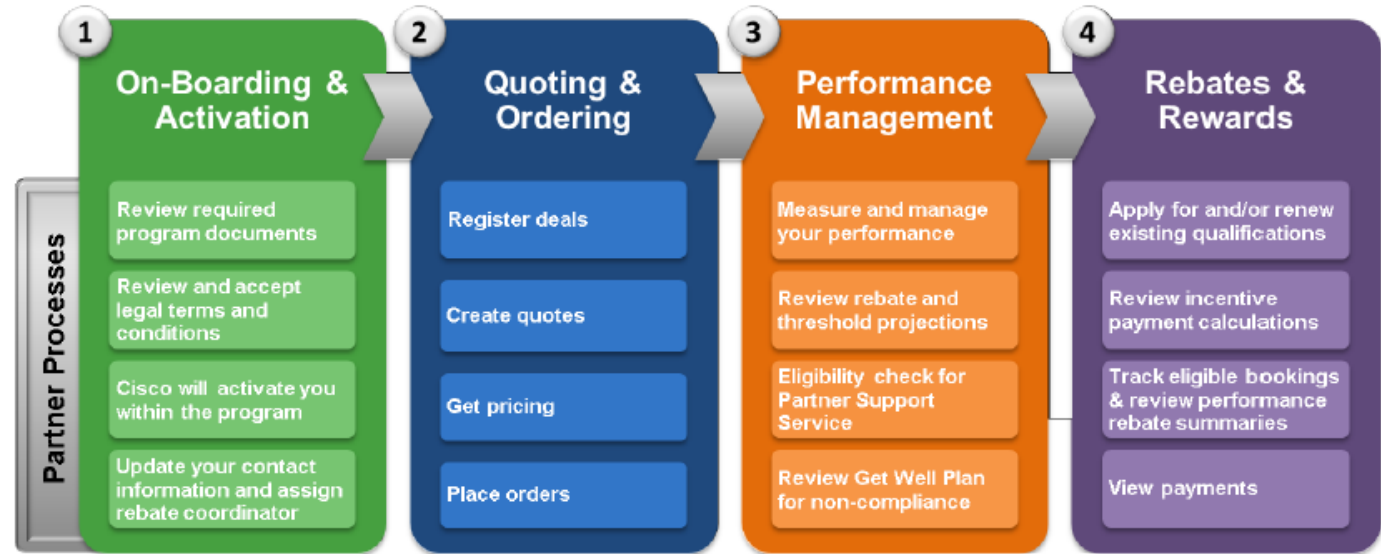 1
On-Boarding &
Activation
Review required
program documents
Review and accept
legal terms and
conditions
Cisco will activate you
within the program
Update your contact
information and assign
rebate coordinator
2
Quoting &
Ordering
Register deals
Create quotes
Get pricing
Place orders
3
Performance
Management
Measure and manage
your performance
Review rebate and
threshold projections
Eligibility check for
Partner Support
Service
Review Get Well Plan
for non-compliance
4
Rebates &
Rewards
Apply for and/or renew
existing qualifications
Review incentive
payment calculations
Track eligible bookings
& review performance
rebate summaries
View payments
Partner Processes